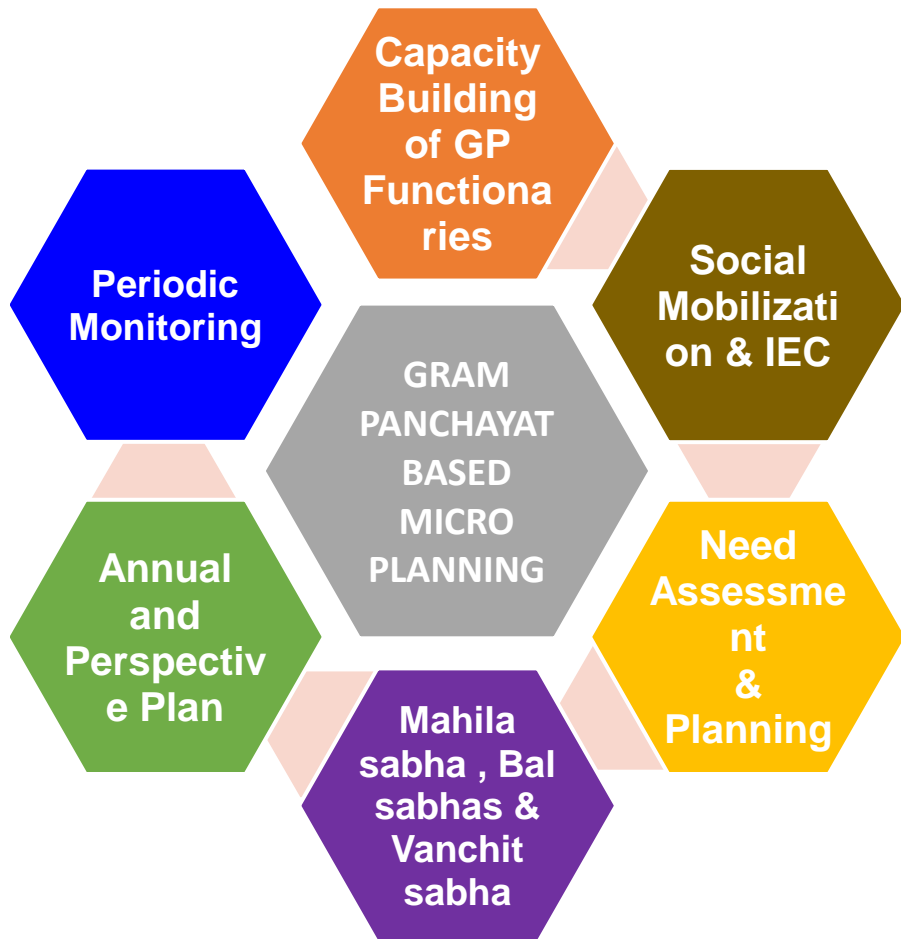 Capacity
Building
of GP
Functiona
ries
Social
Mobilizati
on & IEC
Need
Assessme
nt
&
Planning
Mahila
sabha , Bal
sabhas &
Vanchit
sabha
Annual
and
Perspectiv
e Plan
Periodic
Monitoring
GRAM
PANCHAYAT
BASED
MICRO
PLANNING